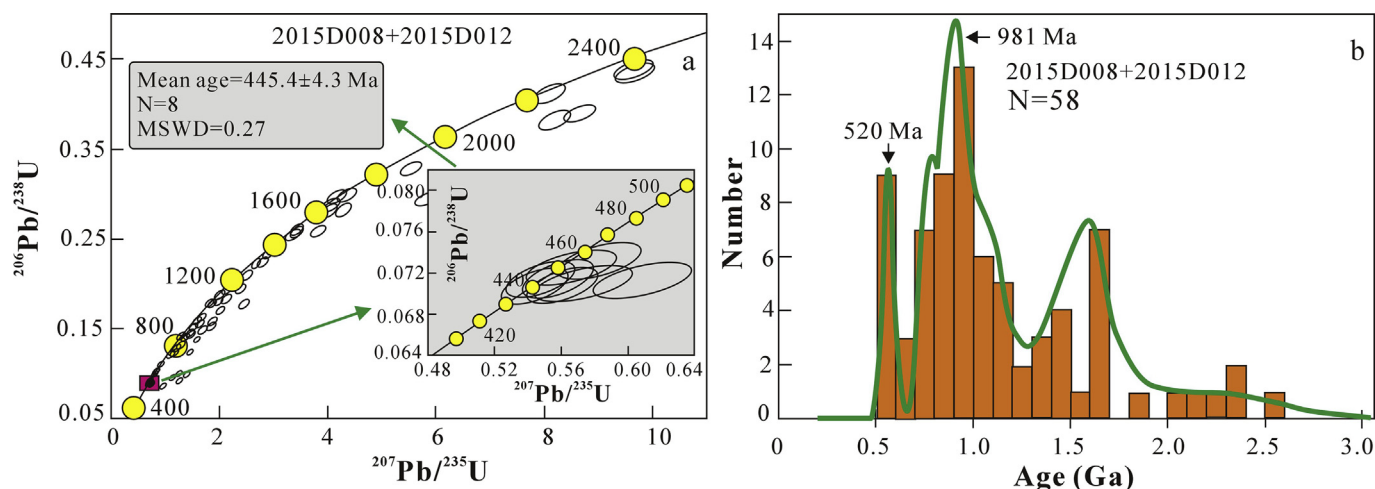 2015D008+2015D012
a
Mean age=445.4±4.3 Ma
N=8
MSWD=0.27
2400
2000
1600
1200
800
400
0.45
0.35
0.25
0.15
0.05
²⁰⁶Pb/²³⁸U
0
2
4
6
8
10
²⁰⁷Pb/²³⁵U
0.080
0.076
0.072
0.068
0.064
²⁰⁶Pb/²³⁸U
500
480
460
440
420
0.48
0.52
0.56
0.60
0.64
²⁰⁷Pb/²³⁵U
b
981 Ma
2015D008+2015D012
N=58
520 Ma
14
12
10
8
6
4
2
0
Number
0
0.5
1.0
1.5
2.0
2.5
3.0
Age (Ga)